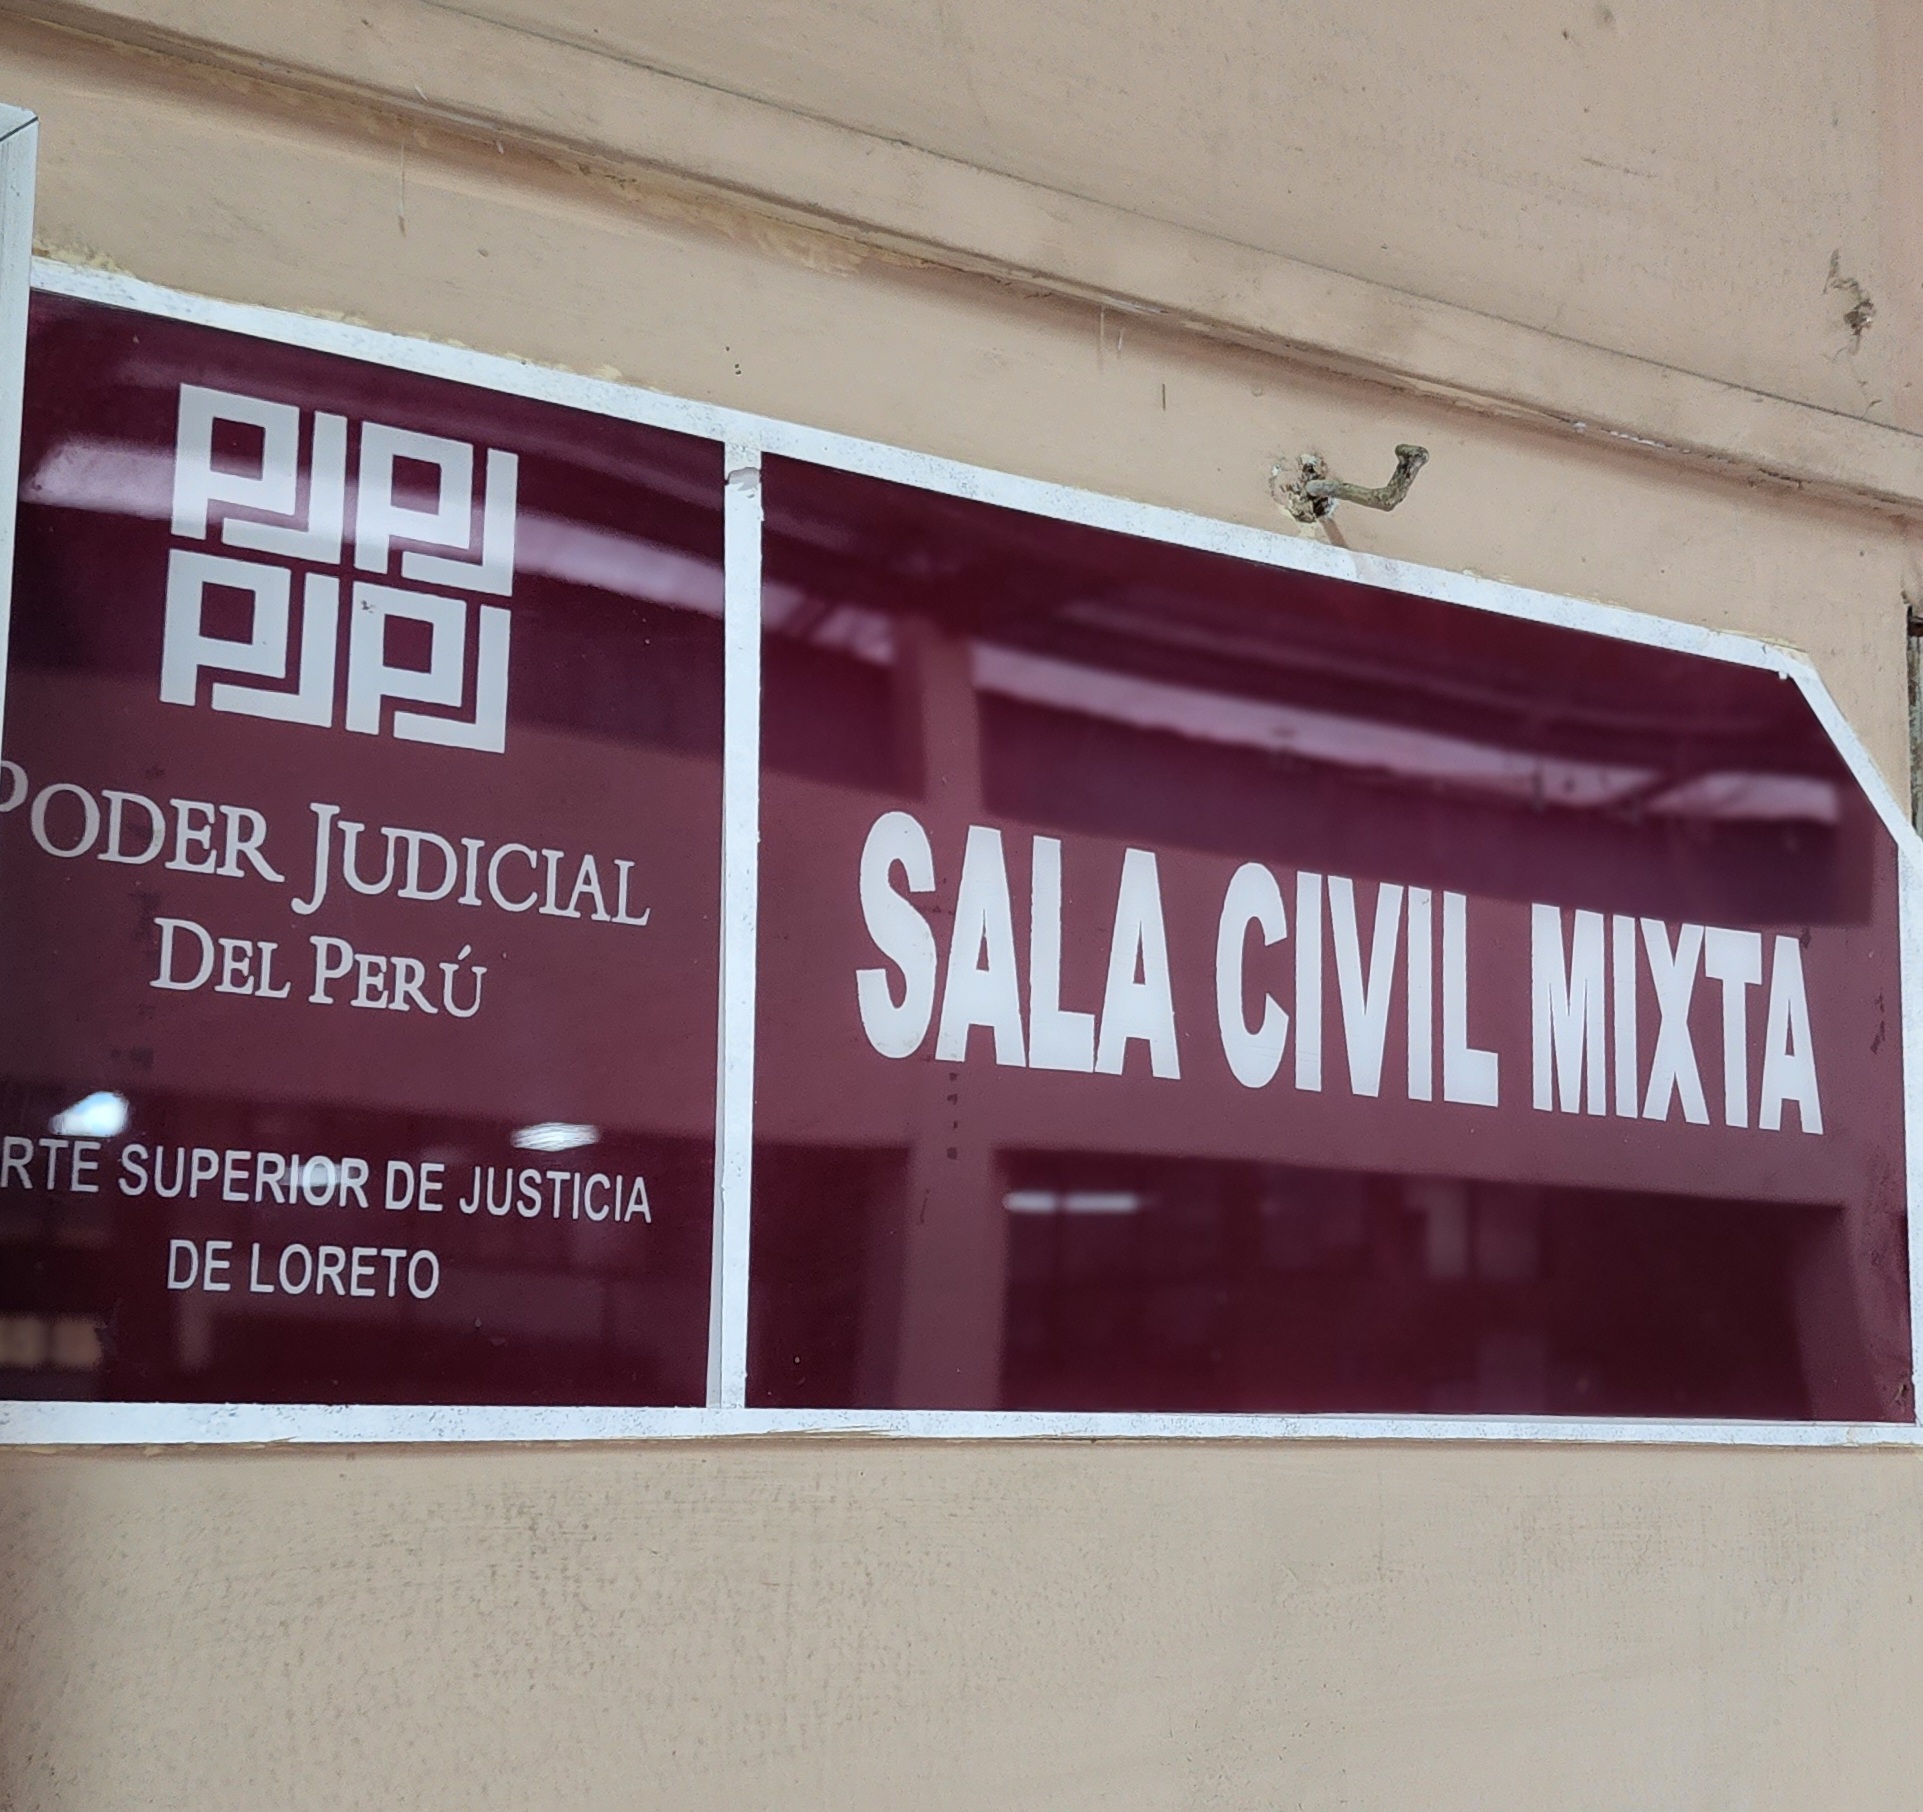 PODER JUDICIAL
DEL PERÚ
RTE SUPERIOR DE JUSTICIA
DE LORETO
SALA CIVIL MIXTA